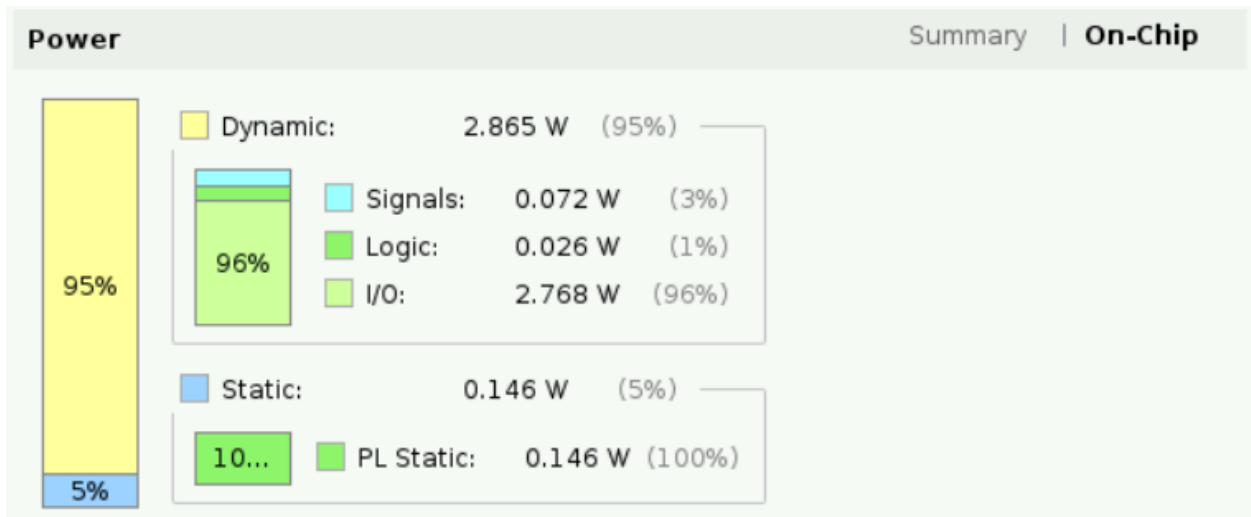 Power Summary | On-Chip
Dynamic: 2.865 W (95%)
Signals: 0.072 W (3%)
Logic: 0.026 W (1%)
96%
I/O: 2.768 W (96%)
95%
Static: 0.146 W (5%)
10... PL Static: 0.146 W (100%)
5%